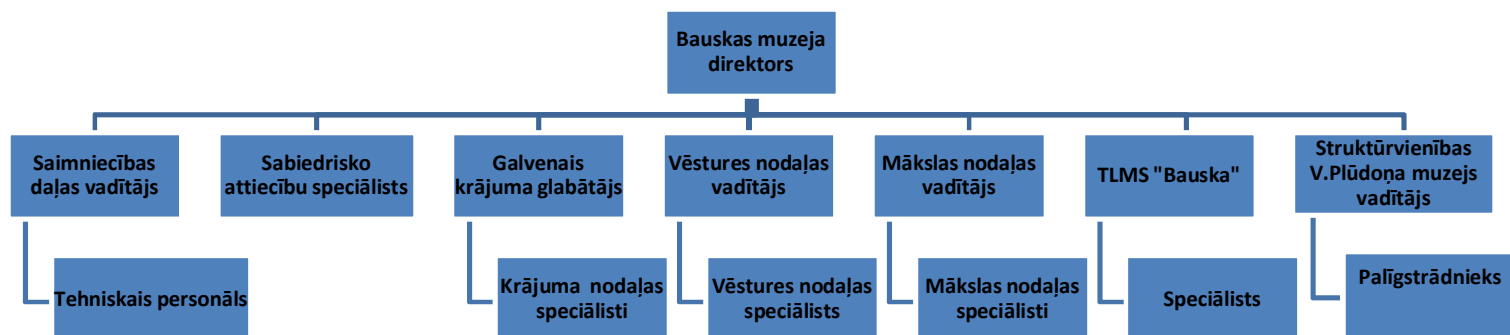 Bauskas muzeja
direktors
Saimniecības
daļas vadītājs
Sabiedrisko
attiecību speciālists
Galvenais
krājuma glabātājs
Vēstures nodaļas
vadītājs
Mākslas nodaļas
vadītājs
TLMS "Bauska"
Struktūrvienības
V.Plūdoņa muzejs
vadītājs
Tehniskais personāls
Krājuma nodaļas
speciālisti
Vēstures nodaļas
speciālists
Mākslas nodaļas
speciālisti
Speciālists
Palīgstrādnieks